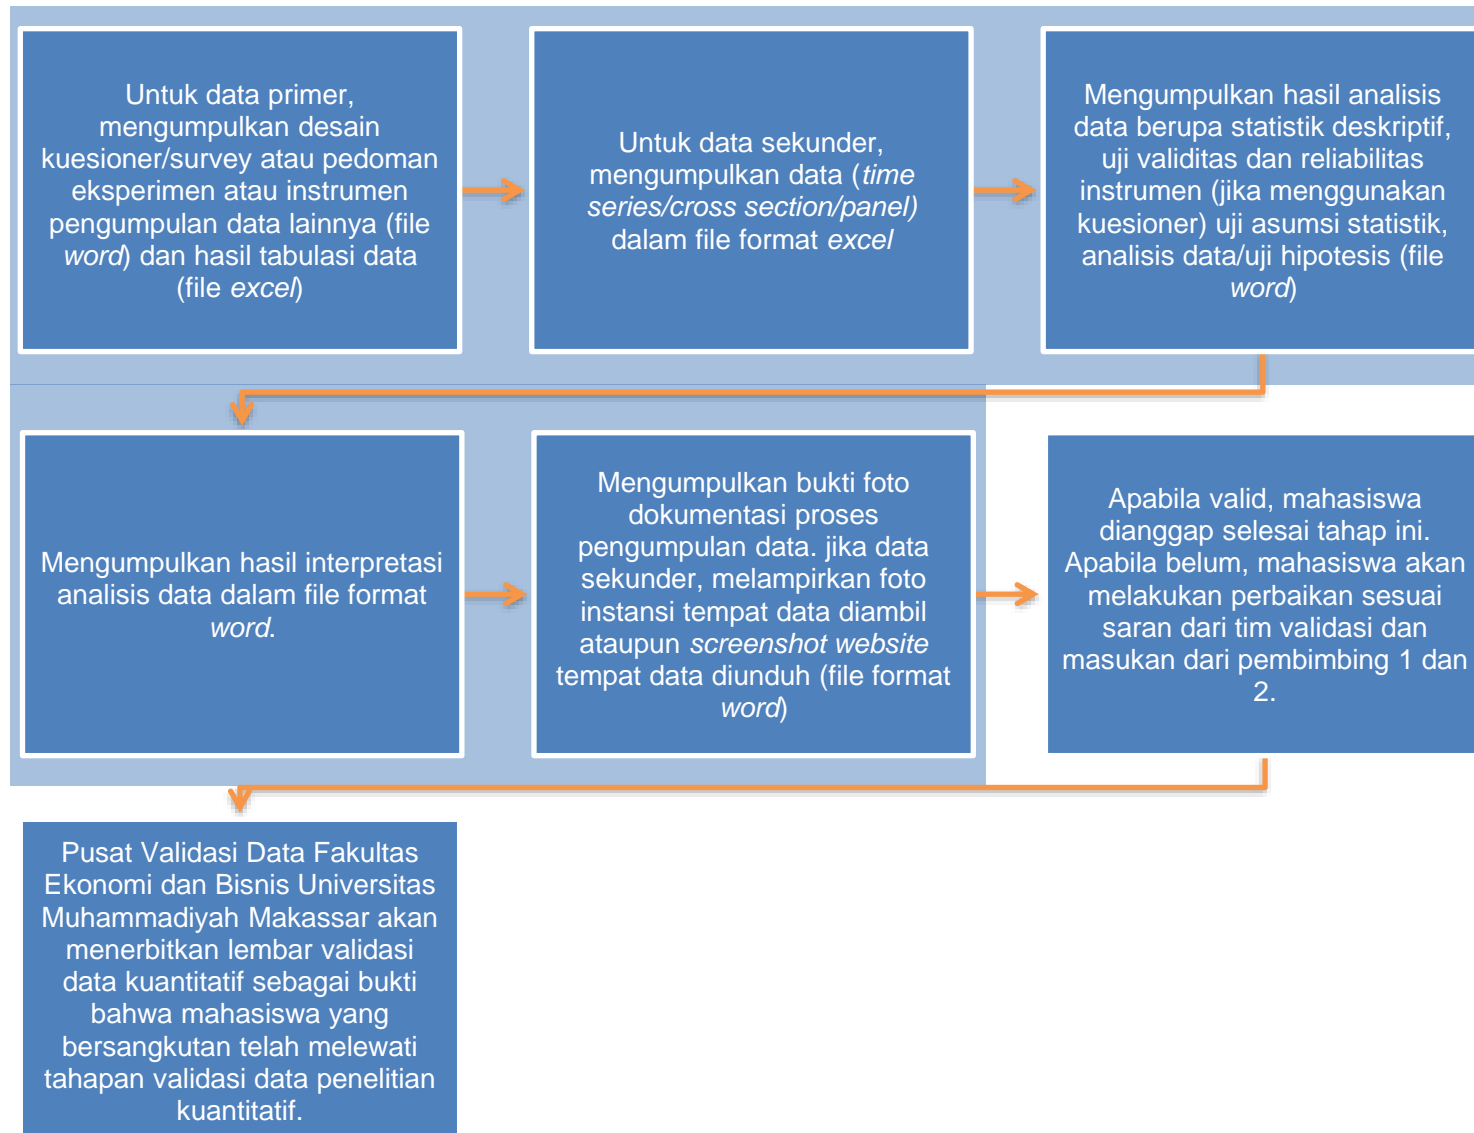 Untuk data primer,
mengumpulkan desain
kuesioner/survey atau pedoman
eksperimen atau instrumen
pengumpulan data lainnya (file
word) dan hasil tabulasi data
(file excel)
Untuk data sekunder,
mengumpulkan data (time
series/cross section/panel)
dalam file format excel
Mengumpulkan hasil analisis
data berupa statistik deskriptif,
uji validitas dan reliabilitas
instrumen (jika menggunakan
kuesioner) uji asumsi statistik,
analisis data/uji hipotesis (file
word)
Mengumpulkan hasil interpretasi
analisis data dalam file format
word.
Mengumpulkan bukti foto
dokumentasi proses
pengumpulan data. jika data
sekunder, melampirkan foto
instansi tempat data diambil
ataupun screenshot website
tempat data diunduh (file format
word)
Apabila valid, mahasiswa
dianggap selesai tahap ini.
Apabila belum, mahasiswa akan
melakukan perbaikan sesuai
saran dari tim validasi dan
masukan dari pembimbing 1 dan
2.
Pusat Validasi Data Fakultas
Ekonomi dan Bisnis Universitas
Muhammadiyah Makassar akan
menerbitkan lembar validasi
data kuantitatif sebagai bukti
bahwa mahasiswa yang
bersangkutan telah melewati
tahapan validasi data penelitian
kuantitatif.